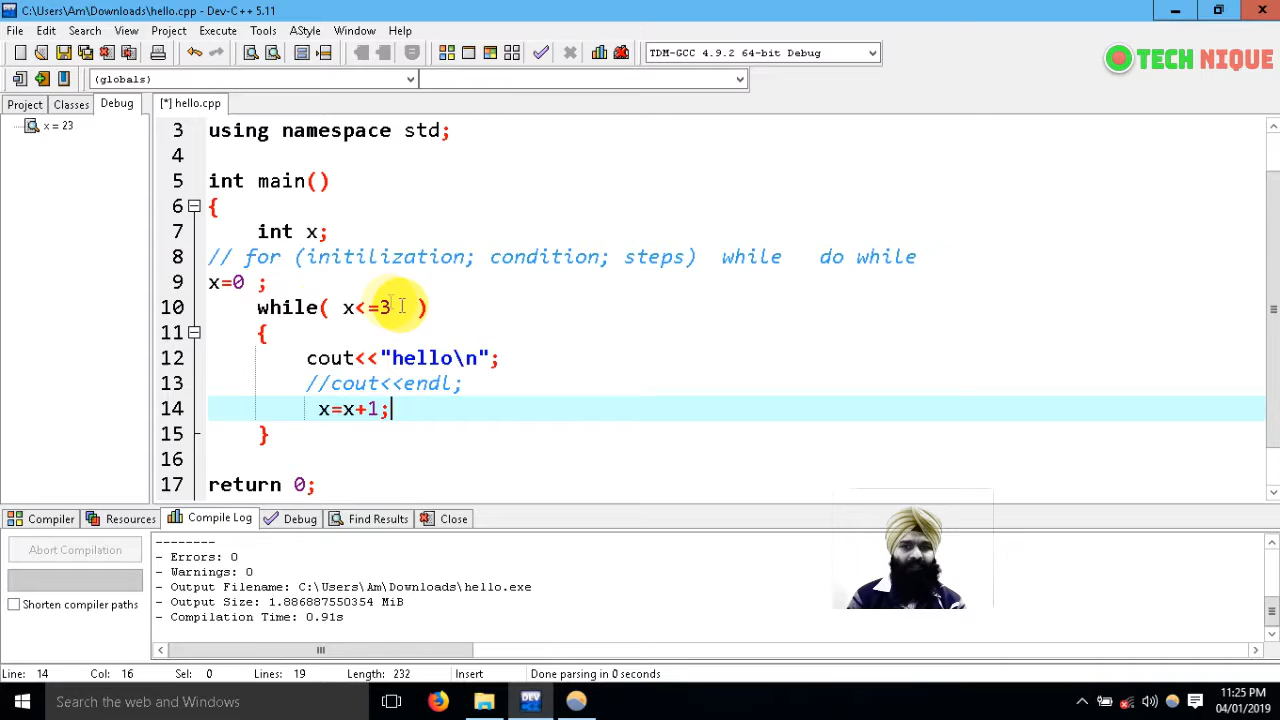 C:\Users\Am\Downloads\hello.cpp - Dev-C++ 5.11
File Edit Search View Project Execute Tools AStyle Window Help
TDM-GCC 4.9.2 64-bit Debug
TECH NIQUE
(globals)
Project Classes Debug [*] hello.cpp
x = 23
3 using namespace std;
4
5 int main()
6 {
7 int x;
8 // for (initilization; condition; steps) while do while
9 x=0 ;
10 while( x<=3 )
11 {
12 cout<<"hello\n";
13 //cout<<endl;
14 x=x+1;
15 }
16
17 return 0;
Compiler Resources Compile Log Debug Find Results Close
Abort Compilation
Shorten compiler paths
--------
- Errors: 0
- Warnings: 0
- Output Filename: C:\Users\Am\Downloads\hello.exe
- Output Size: 1.886887550354 MiB
- Compilation Time: 0.91s
Line: 14 Col: 16 Sel: 0 Lines: 19 Length: 232 Insert Done parsing in 0 seconds
Search the web and Windows
DEV
11:25 PM
04/01/2019